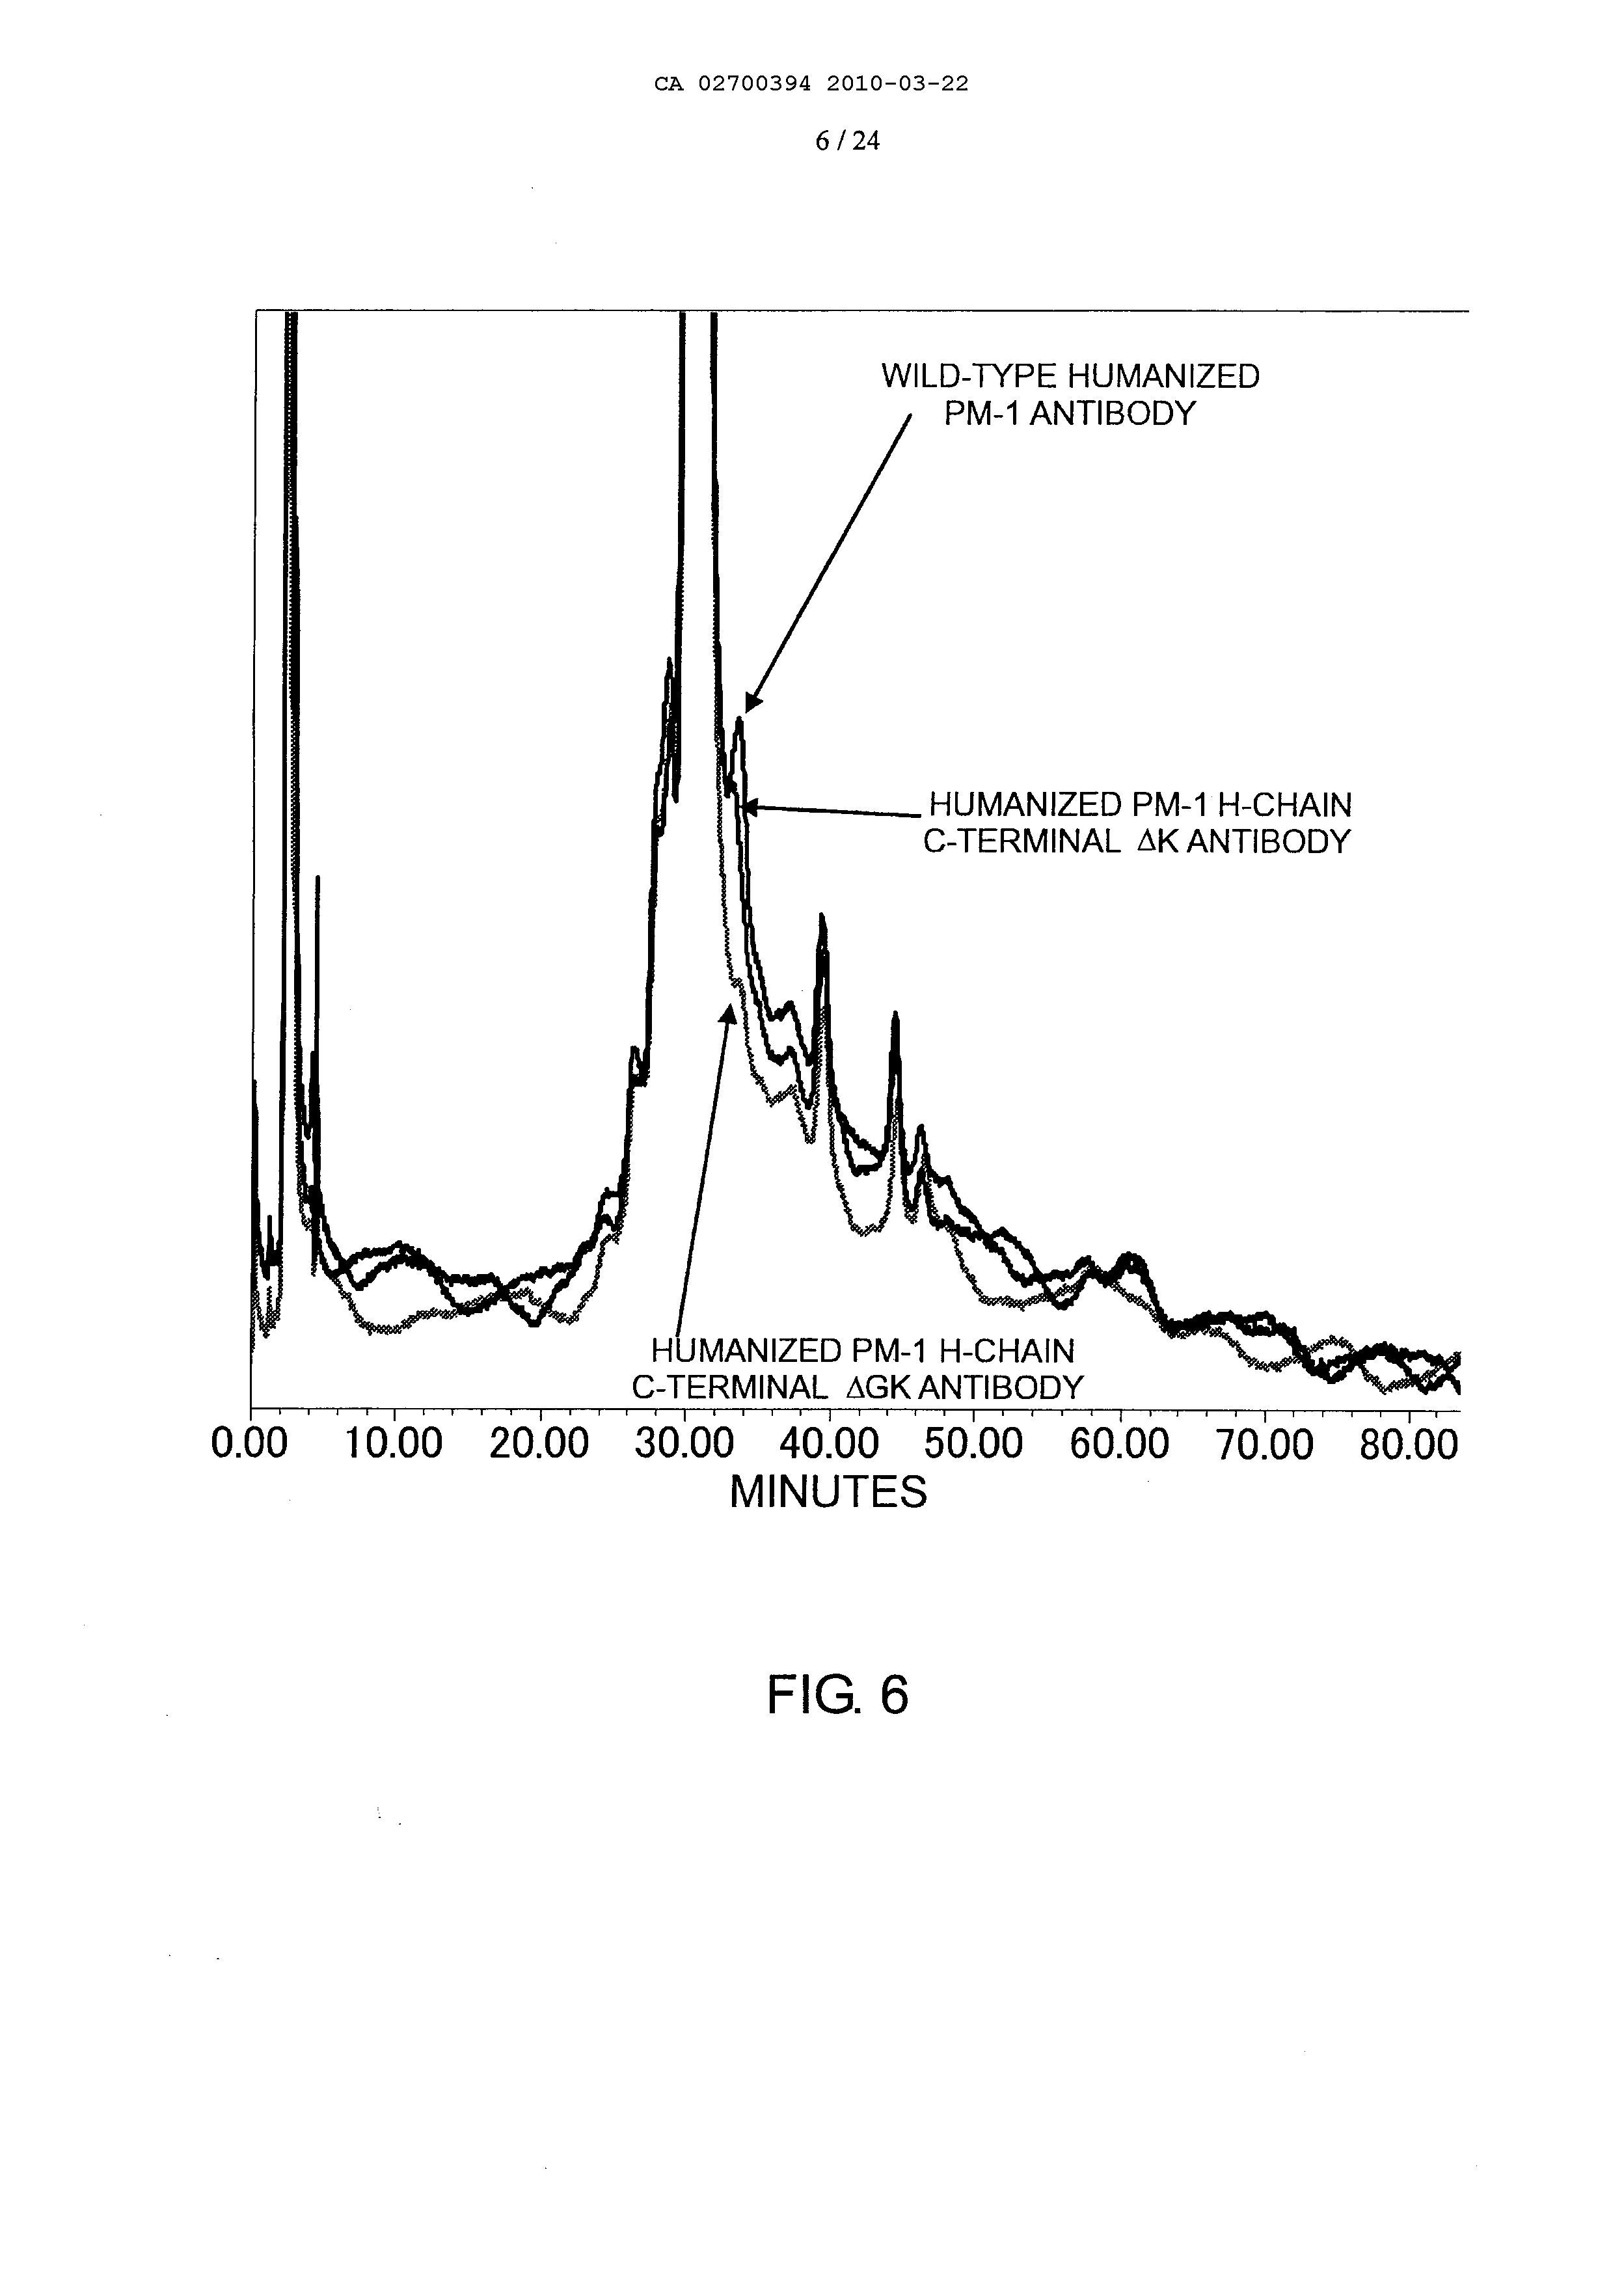 CA 02700394 2010-03-22
6 / 24
WILD-TYPE HUMANIZED
PM-1 ANTIBODY
HUMANIZED PM-1 H-CHAIN
C-TERMINAL ΔK ANTIBODY
HUMANIZED PM-1 H-CHAIN
C-TERMINAL ΔGK ANTIBODY
0.00 10.00 20.00 30.00 40.00 50.00 60.00 70.00 80.00
MINUTES
FIG. 6